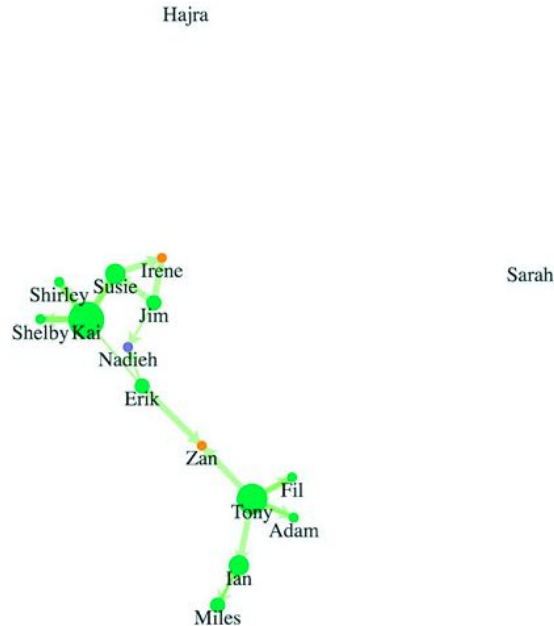 Hajra
Irene
Sarah
Susie
Shirley
Jim
Shelby
Kai
Nadieh
Erik
Zan
Fil
Tony
Adam
Ian
Miles